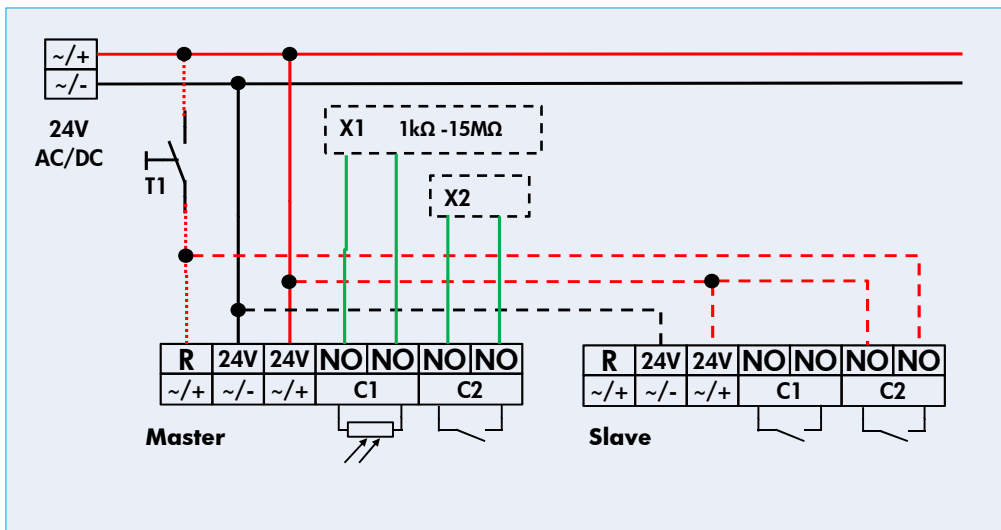 ~/+
~/-
24V
AC/DC
T1
X1 1kΩ -15MΩ
X2
R 24V 24V NO NO NO NO
~/+ ~/- ~/+ C1 C2
Master
R 24V 24V NO NO NO NO
~/+ ~/- ~/+ C1 C2
Slave